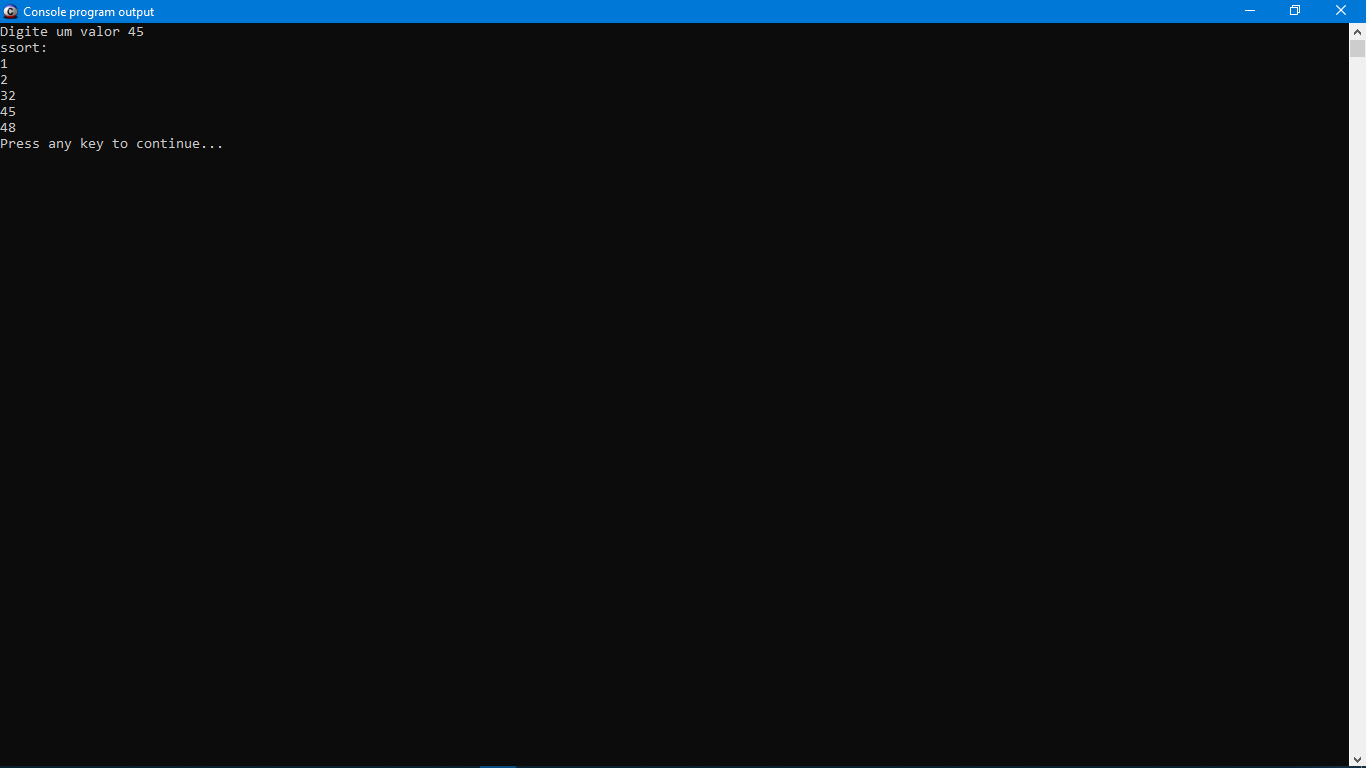 Console program output
Digite um valor 45
ssort:
1
2
32
45
48
Press any key to continue...